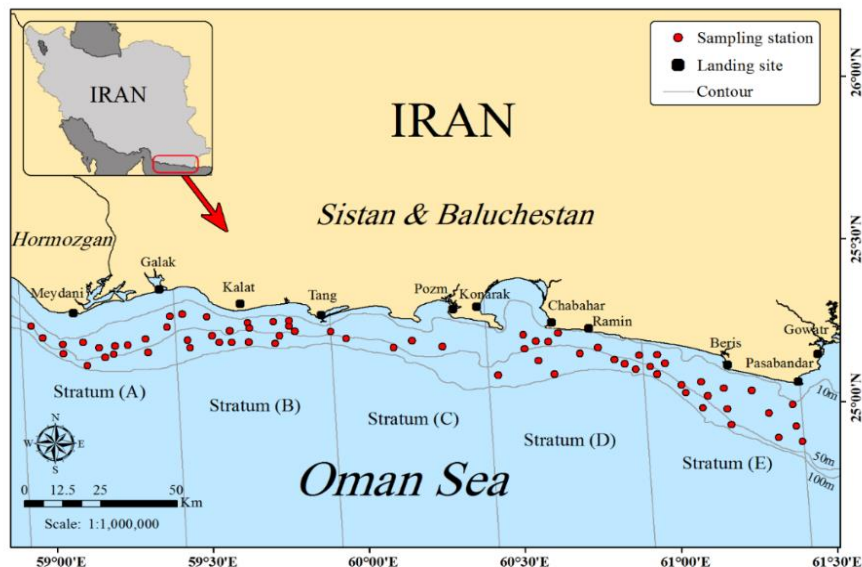 IRAN
Sampling station
Landing site
Contour
IRAN
Sistan & Baluchestan
Hormozgan
Galak
Meydani
Kalat
Tang
Pozm
Konarak
Chabahar
Ramin
Beris
Gowatr
Pasabandar
10m
50m
100m
Stratum (A)
Stratum (B)
Stratum (C)
Stratum (D)
Stratum (E)
N
W
E
S
Oman Sea
0 12.5 25 50
Km
Scale: 1:1,000,000
26°00'N
25°30'N
25°00'N
59°00'E
59°30'E
60°00'E
60°30'E
61°00'E
61°30'E